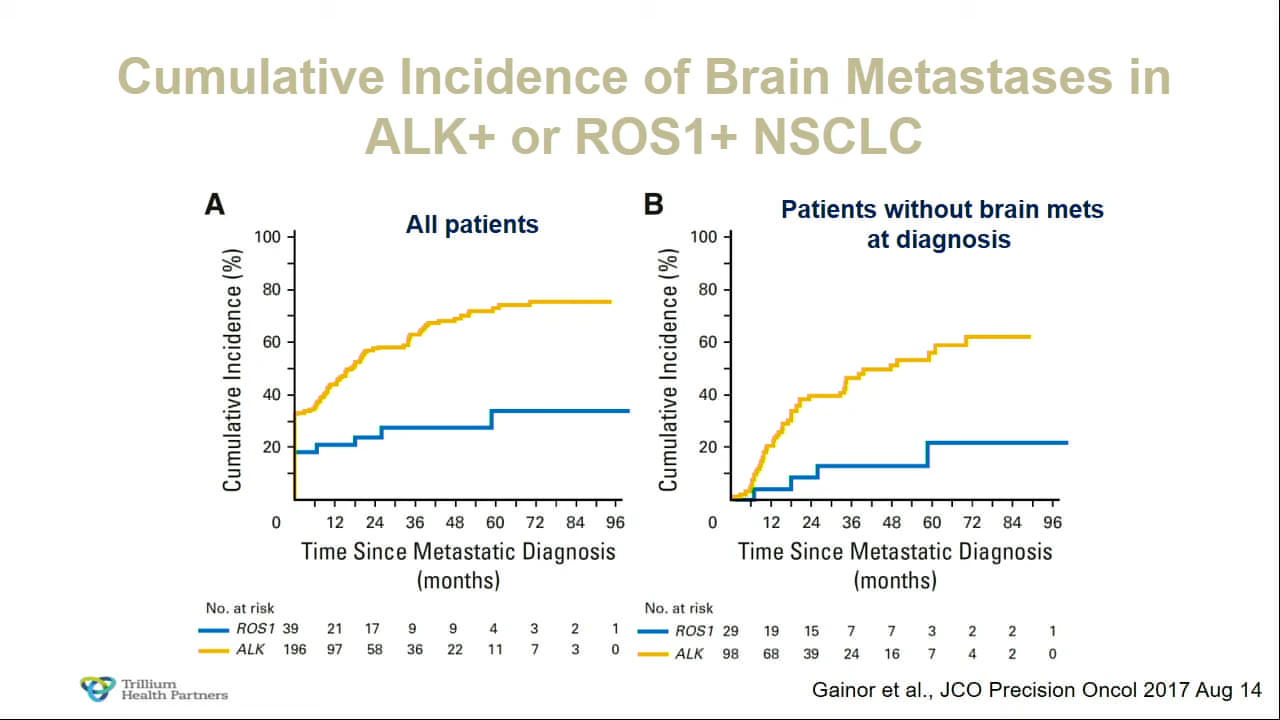 Cumulative Incidence of Brain Metastases in
ALK+ or ROS1+ NSCLC
A
All patients
Cumulative Incidence (%)
100
80
60
40
20
0 12 24 36 48 60 72 84 96
Time Since Metastatic Diagnosis
(months)
No. at risk
ROS1 39 21 17 9 9 4 3 2 1
ALK 196 97 58 36 22 11 7 3 0
B
Patients without brain mets
at diagnosis
Cumulative Incidence (%)
100
80
60
40
20
0 12 24 36 48 60 72 84 96
Time Since Metastatic Diagnosis
(months)
No. at risk
ROS1 29 19 15 7 7 3 2 2 1
ALK 98 68 39 24 16 7 4 2 0
Trillium
Health Partners
Gainor et al., JCO Precision Oncol 2017 Aug 14